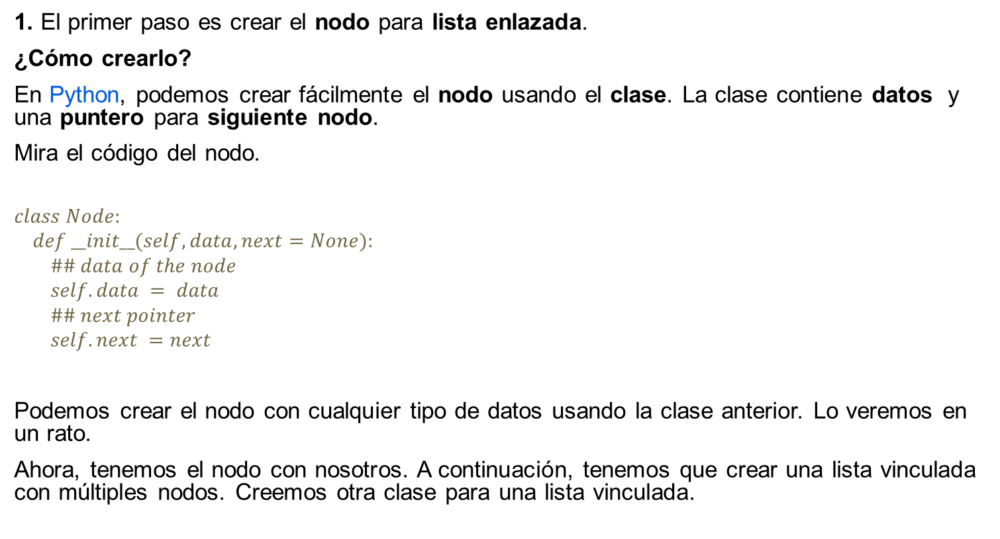 1. El primer paso es crear el nodo para lista enlazada.
¿Cómo crearlo?
En Python, podemos crear fácilmente el nodo usando el clase. La clase contiene datos y
una puntero para siguiente nodo.
Mira el código del nodo.
class Node:
def __init__(self, data, next = None):
## data of the node
self.data = data
## next pointer
self.next = next
Podemos crear el nodo con cualquier tipo de datos usando la clase anterior. Lo veremos en
un rato.
Ahora, tenemos el nodo con nosotros. A continuación, tenemos que crear una lista vinculada
con múltiples nodos. Creemos otra clase para una lista vinculada.